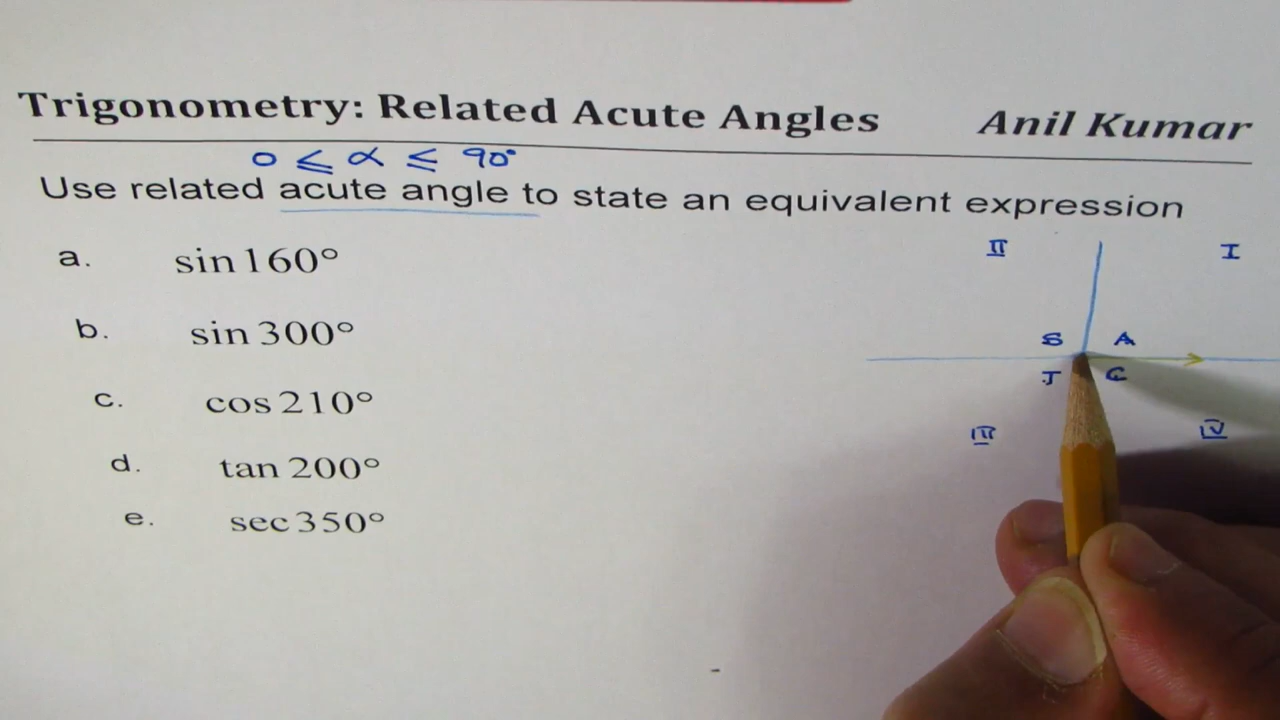 Trigonometry: Related Acute Angles Anil Kumar
0 ≤ α ≤ 90°
Use related acute angle to state an equivalent expression
a. sin 160°
b. sin 300°
c. cos 210°
d. tan 200°
e. sec 350°
II I
S A
T C
III IV